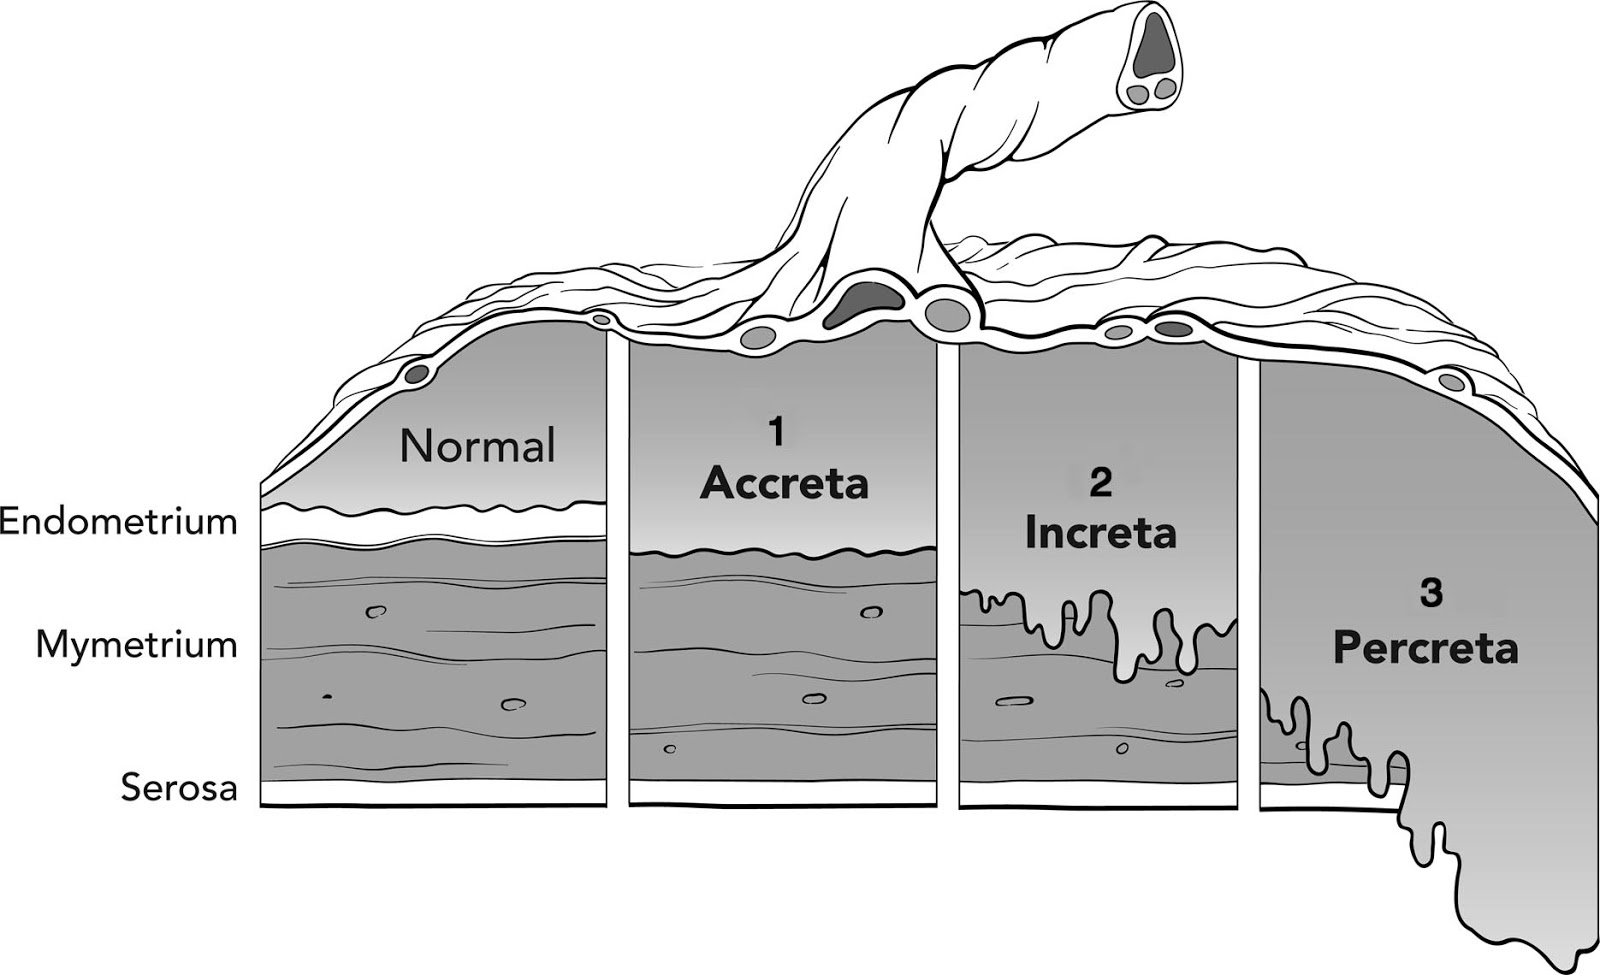 Normal
1
Accreta
2
Increta
3
Percreta
Endometrium
Mymetrium
Serosa